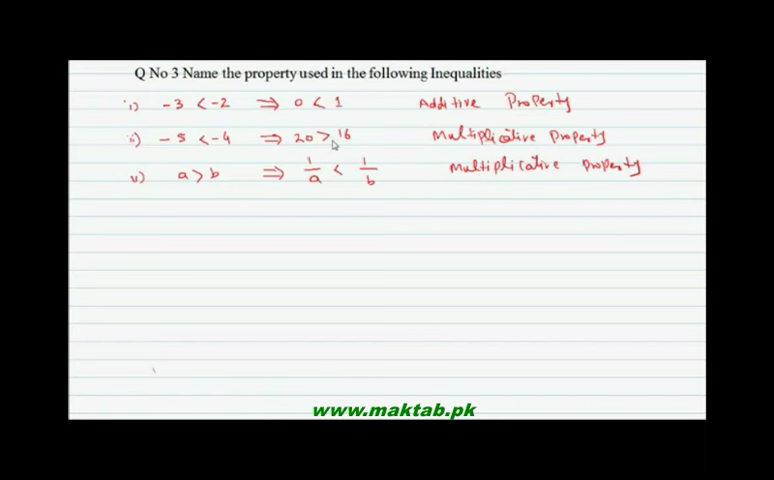 Q No 3 Name the property used in the following Inequalities
i) -3 < -2 ⇒ 0 < 1 Additive Property
ii) -5 < -4 ⇒ 20 > 16 Multiplicative Property
v) a > b ⇒ 1/a < 1/b Multiplicative Property
www.maktab.pk